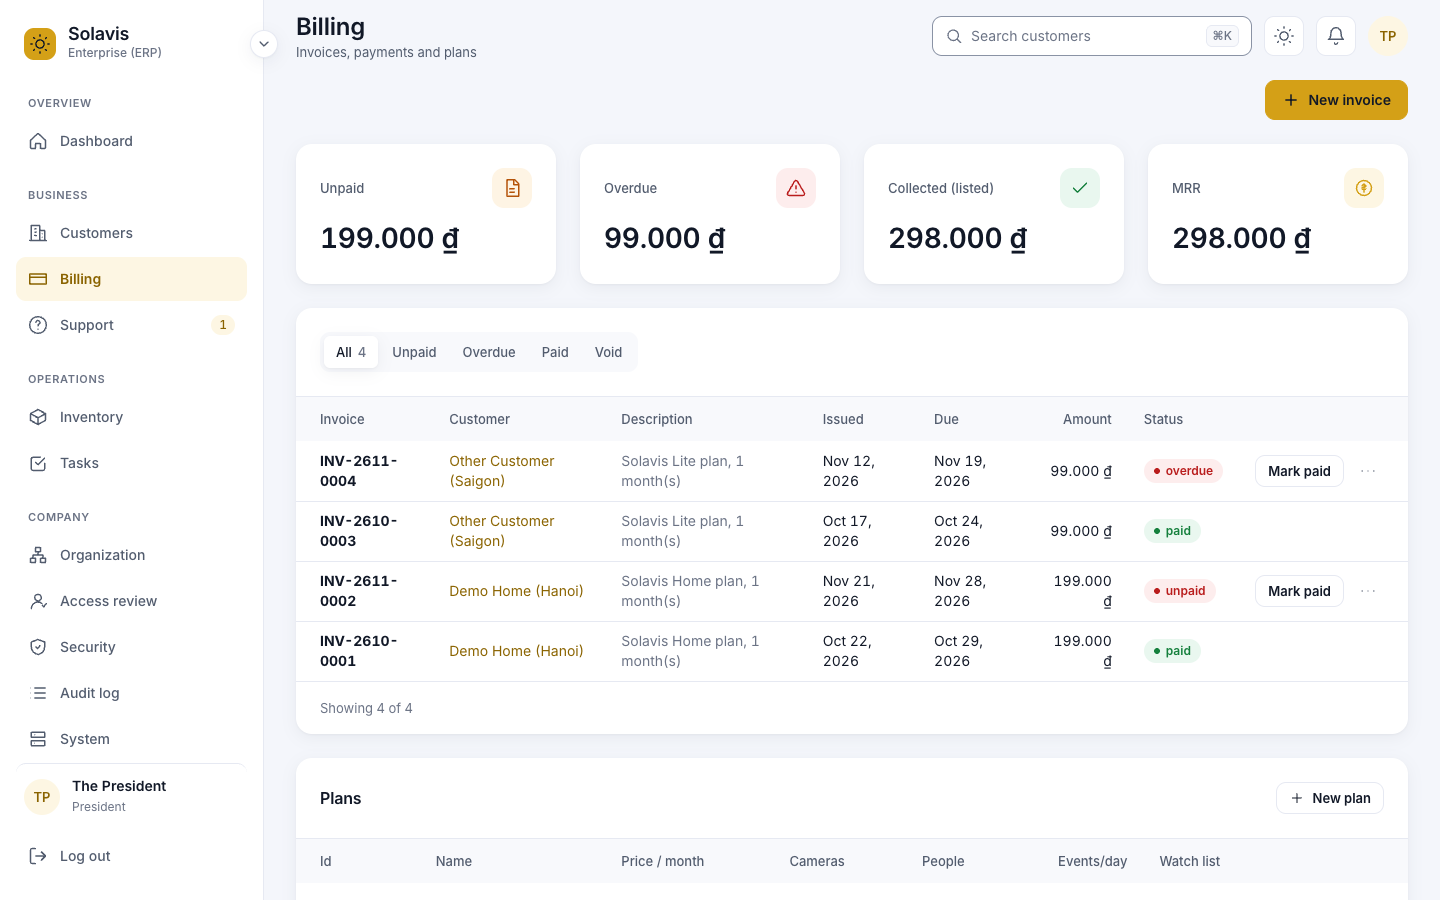 Solavis
Enterprise (ERP)
Billing
Invoices, payments and plans
Search customers
⌘K
TP
OVERVIEW
Dashboard
BUSINESS
Customers
Billing
Support
1
OPERATIONS
Inventory
Tasks
COMPANY
Organization
Access review
Security
Audit log
System
TP
The President
President
Log out
New invoice
Unpaid
199.000 ₫
Overdue
99.000 ₫
Collected (listed)
298.000 ₫
MRR
298.000 ₫
All 4 Unpaid Overdue Paid Void
Invoice Customer Description Issued Due Amount Status
INV-2611-
0004
Other Customer
(Saigon)
Solavis Lite plan, 1
month(s)
Nov 12,
2026
Nov 19,
2026
99.000 ₫
overdue
Mark paid
INV-2610-
0003
Other Customer
(Saigon)
Solavis Lite plan, 1
month(s)
Oct 17,
2026
Oct 24,
2026
99.000 ₫
paid
INV-2611-
0002
Demo Home (Hanoi)
Solavis Home plan, 1
month(s)
Nov 21,
2026
Nov 28,
2026
199.000
₫
unpaid
Mark paid
INV-2610-
0001
Demo Home (Hanoi)
Solavis Home plan, 1
month(s)
Oct 22,
2026
Oct 29,
2026
199.000
₫
paid
Showing 4 of 4
Plans
New plan
Id Name Price / month Cameras People Events/day Watch list